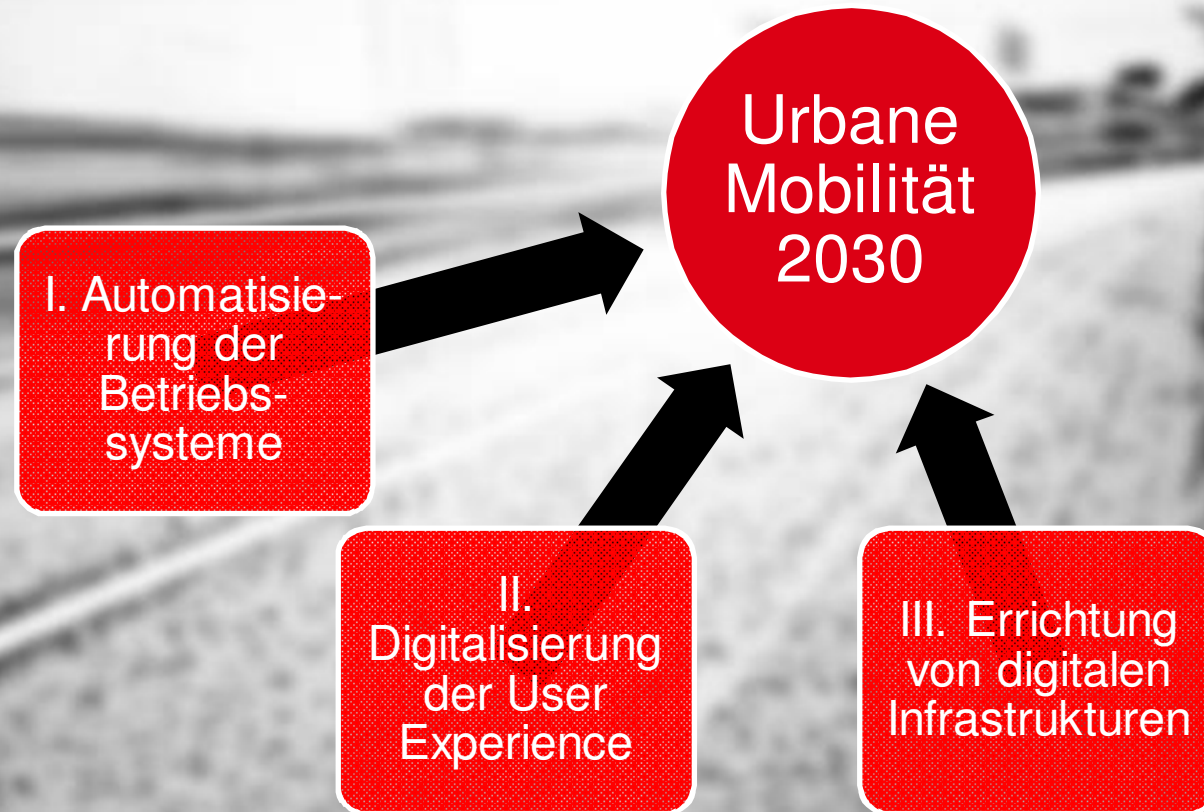 Urbane
Mobilität
2030
I. Automatisie-
rung der
Betriebs-
systeme
II.
Digitalisierung
der User
Experience
III. Errichtung
von digitalen
Infrastrukturen